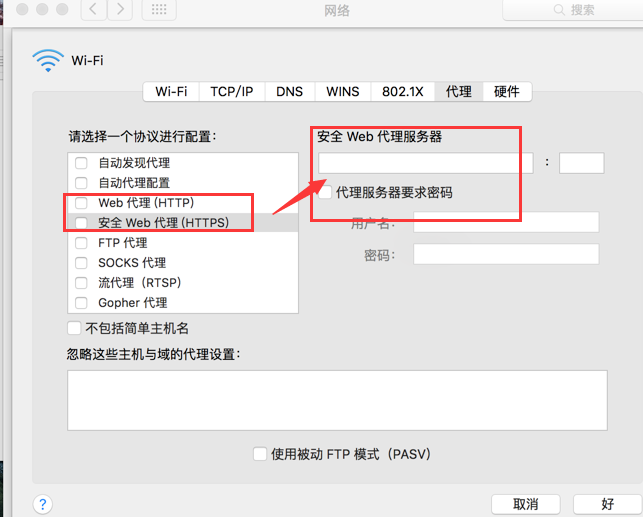 网络
搜索
Wi-Fi
Wi-Fi TCP/IP DNS WINS 802.1X 代理 硬件
请选择一个协议进行配置：
自动发现代理
自动代理配置
Web 代理 (HTTP)
安全 Web 代理 (HTTPS)
FTP 代理
SOCKS 代理
流代理（RTSP）
Gopher 代理
安全 Web 代理服务器
:
代理服务器要求密码
用户名：
密码：
不包括简单主机名
忽略这些主机与域的代理设置：
使用被动 FTP 模式（PASV）
?
取消
好